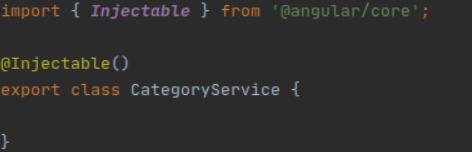 import { Injectable } from '@angular/core';
@Injectable()
export class CategoryService {
}